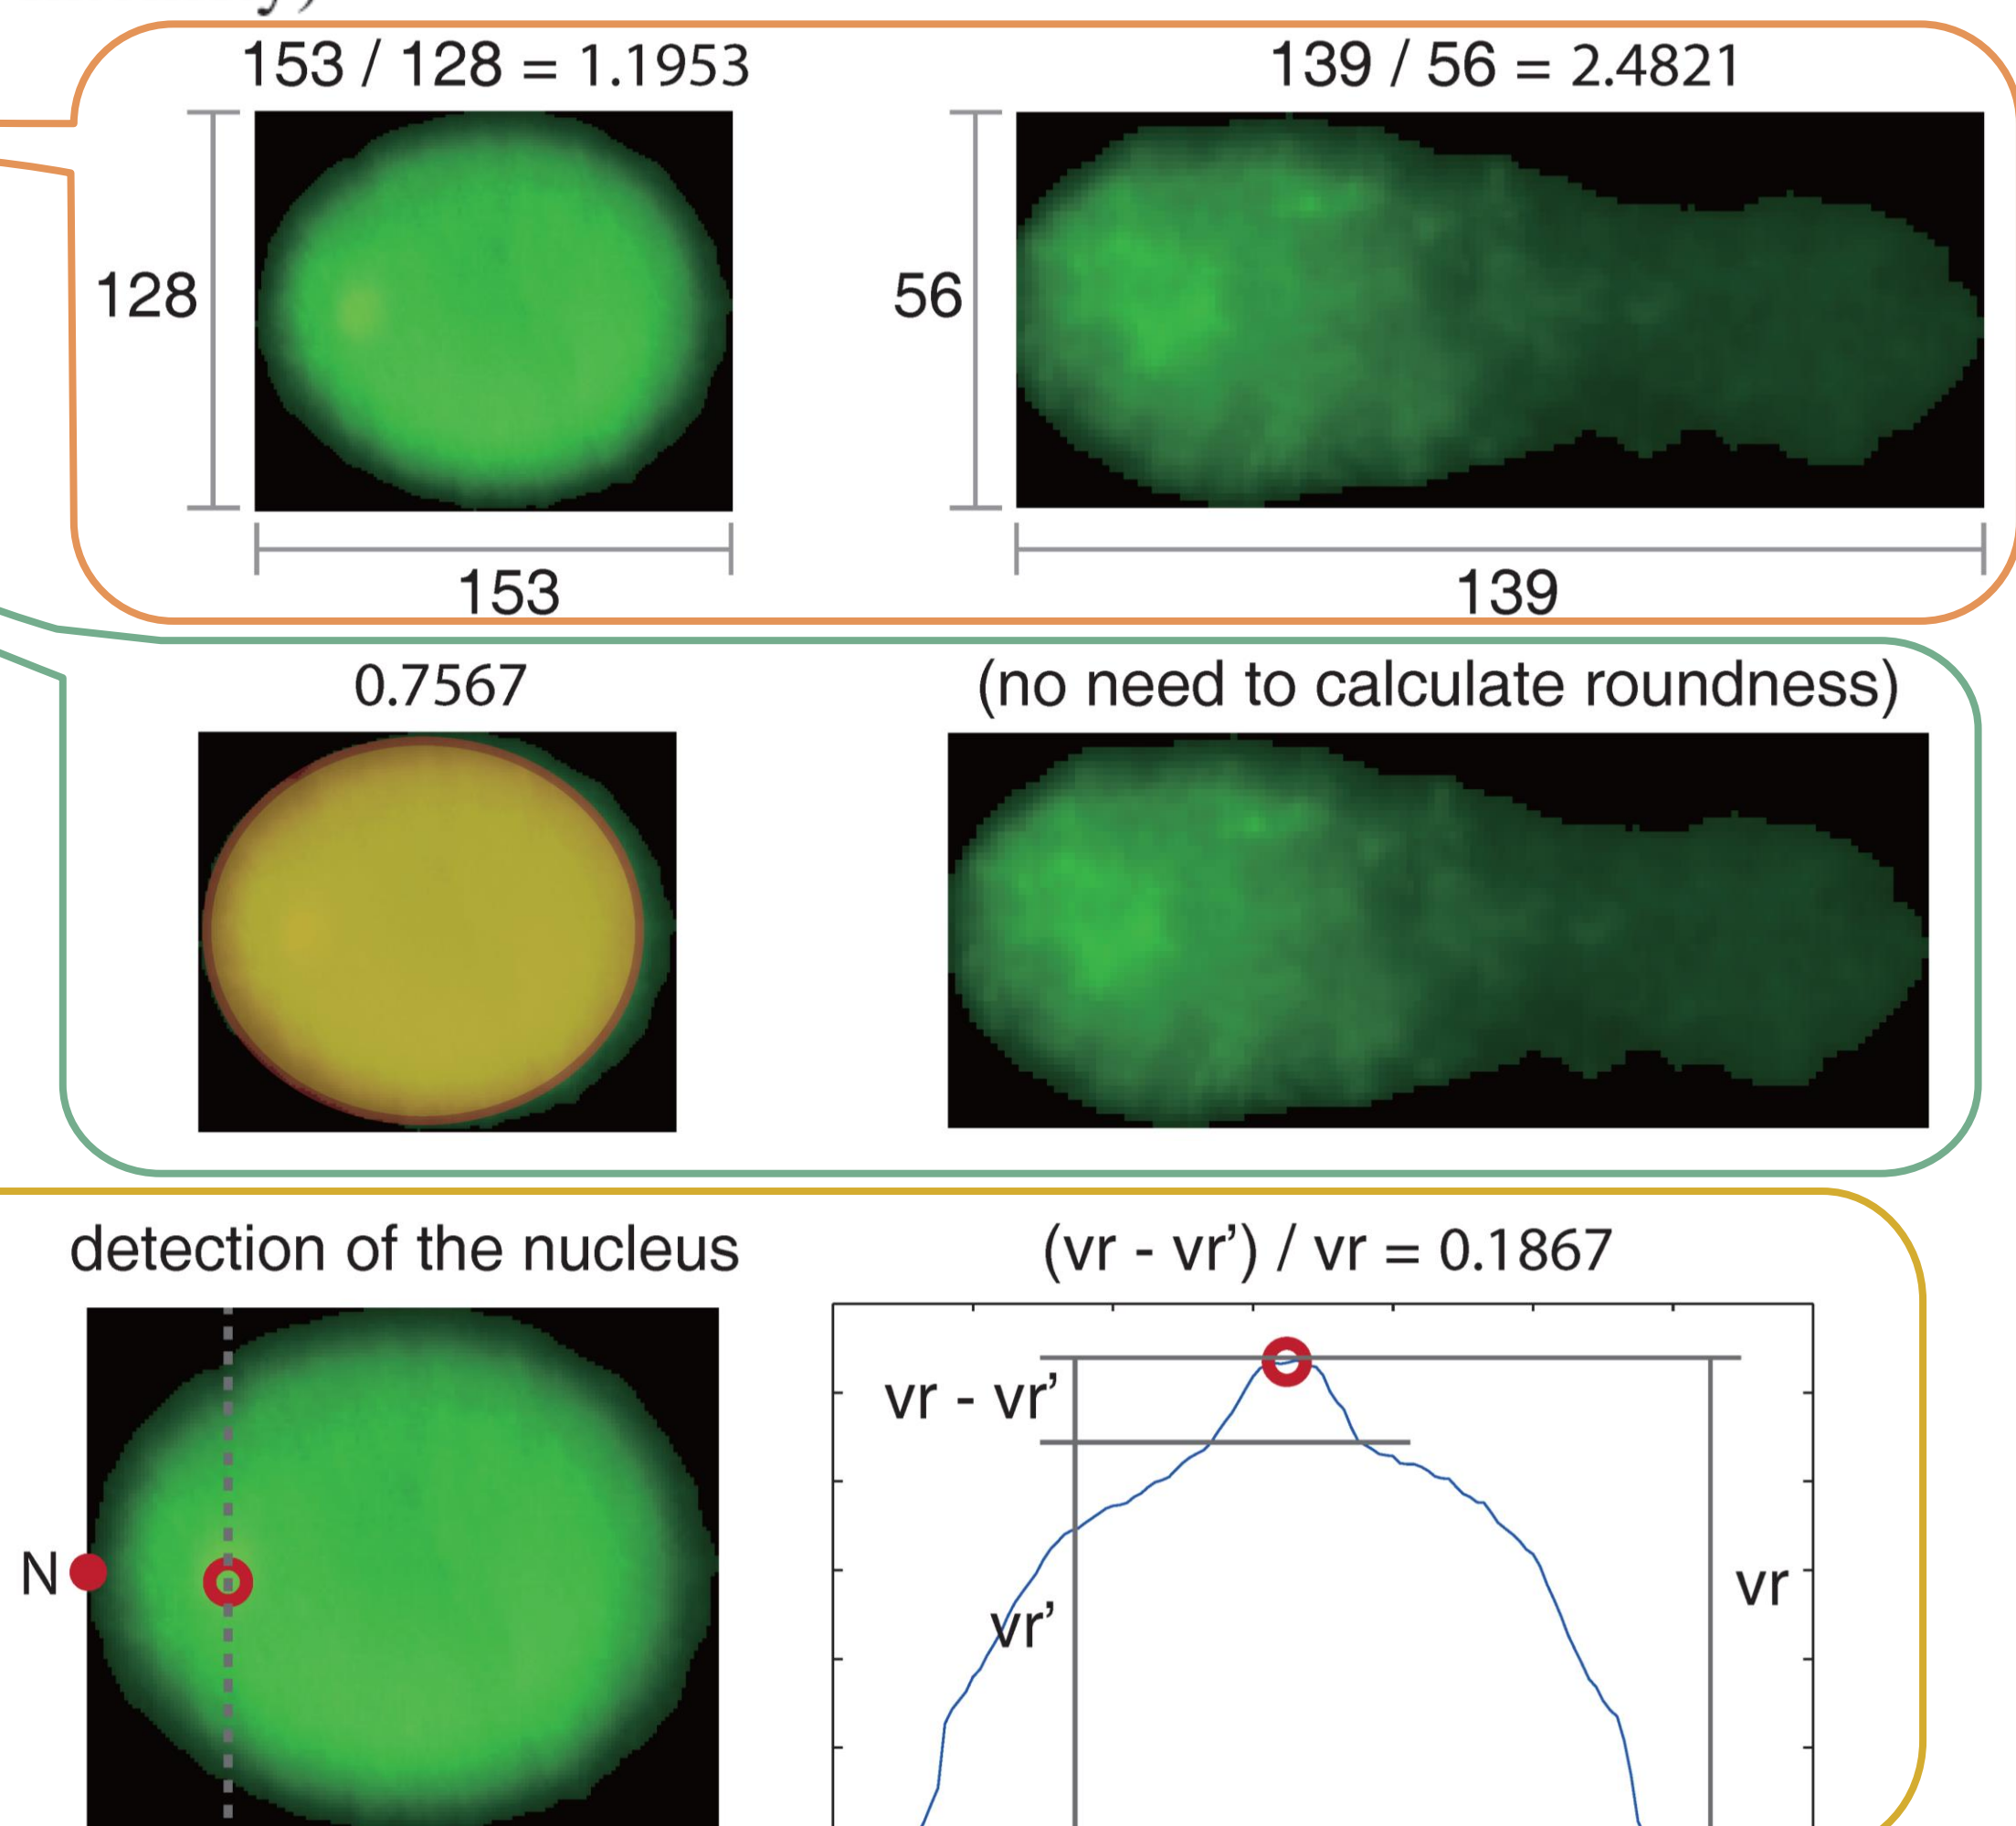 153 / 128 = 1.1953
139 / 56 = 2.4821
128
56
153
139
0.7567
(no need to calculate roundness)
detection of the nucleus
(vr - vr’) / vr = 0.1867
vr - vr’
N
vr’
vr